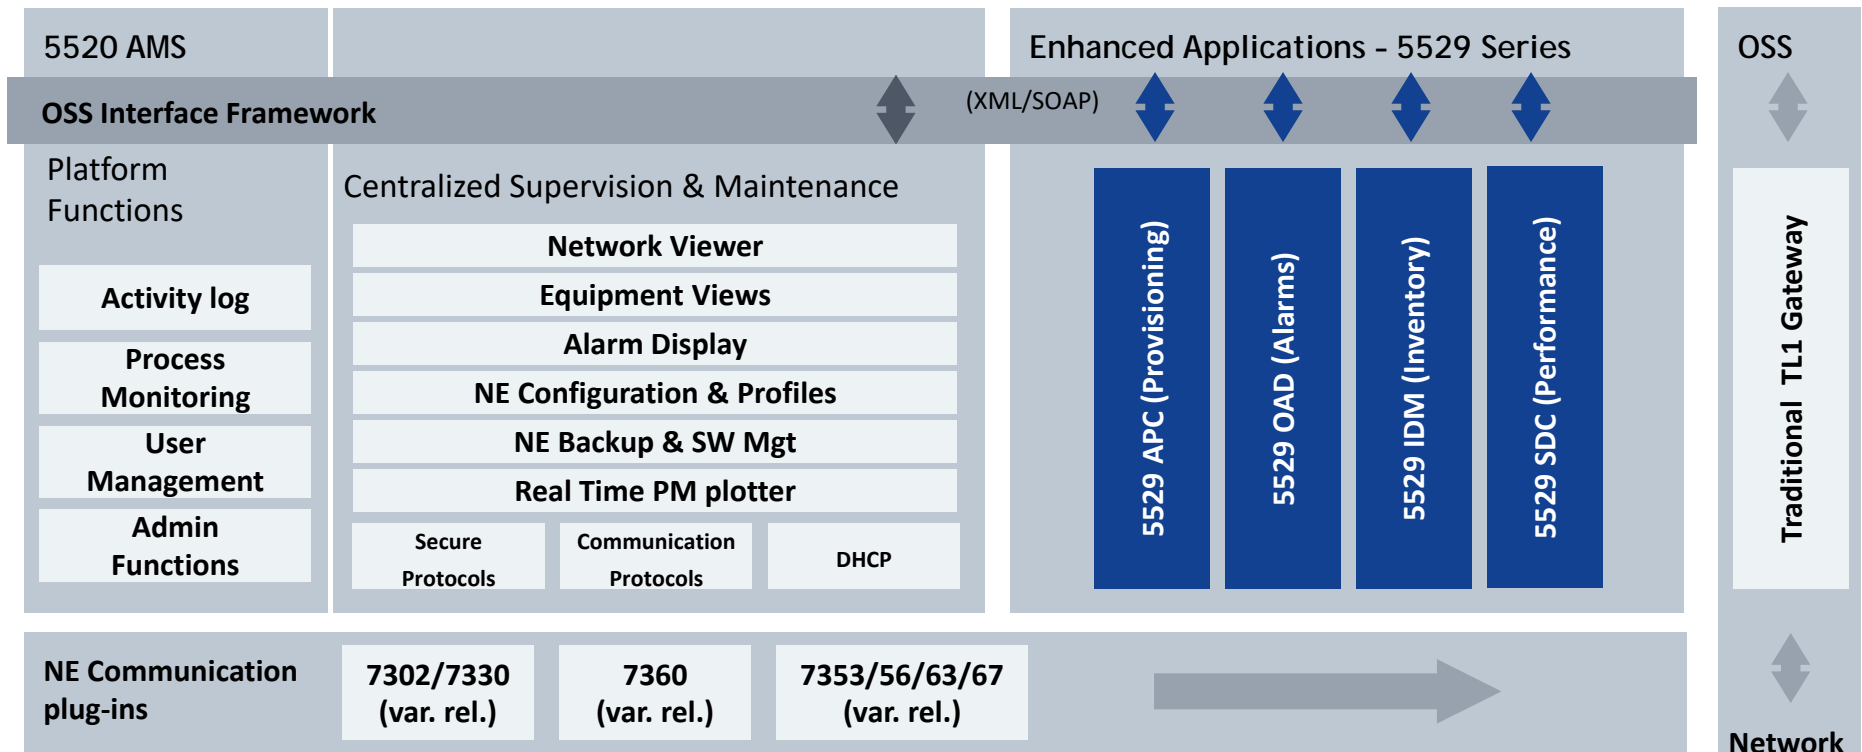 5520 AMS
Enhanced Applications - 5529 Series
OSS
OSS Interface Framework
(XML/SOAP)
Platform
Functions
Activity log
Process
Monitoring
User
Management
Admin
Functions
Centralized Supervision & Maintenance
Network Viewer
Equipment Views
Alarm Display
NE Configuration & Profiles
NE Backup & SW Mgt
Real Time PM plotter
Secure
Protocols
Communication
Protocols
DHCP
5529 APC (Provisioning)
5529 OAD (Alarms)
5529 IDM (Inventory)
5529 SDC (Performance)
Traditional TL1 Gateway
NE Communication
plug-ins
7302/7330
(var. rel.)
7360
(var. rel.)
7353/56/63/67
(var. rel.)
Network